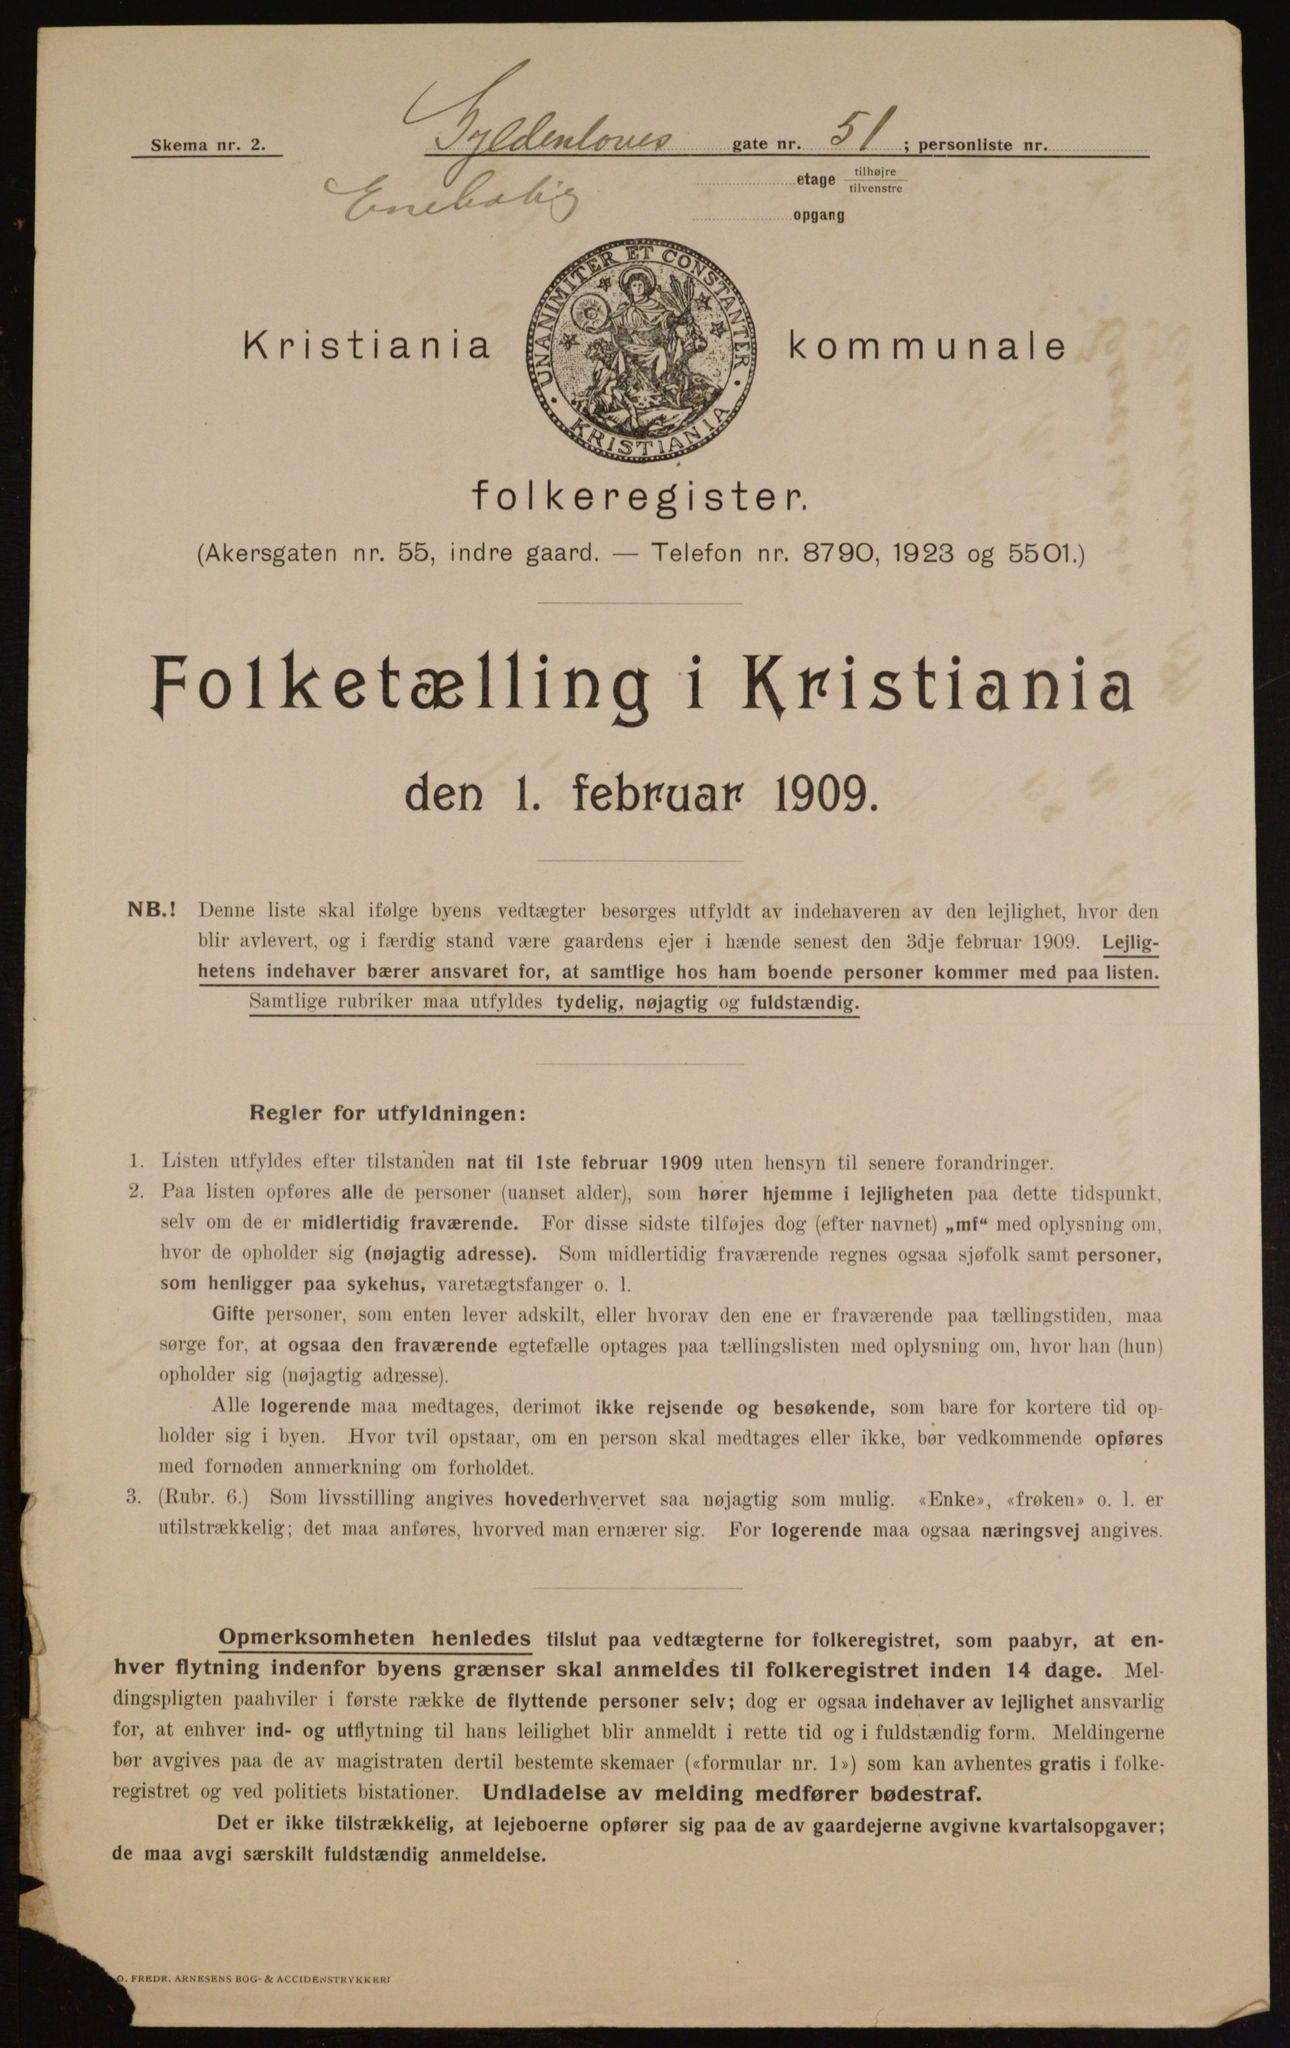 Skema nr. 2.
Gyldenløves gate nr. 51 ; personliste nr.
Enebolig
etage tilhøjre
tilvenstre
opgang
UNANIMITER ET CONSTANTER
KRISTIANIA
Kristiania kommunale
folkeregister.
(Akersgaten nr. 55, indre gaard. — Telefon nr. 8790, 1923 og 5501.)
Folketælling i Kristiania
den 1. februar 1909.
NB.! Denne liste skal ifølge byens vedtægter besørges utfyldt av indehaveren av den lejlighet, hvor den
blir avlevert, og i færdig stand være gaardens ejer i hænde senest den 3dje februar 1909. Lejlig-
hetens indehaver bærer ansvaret for, at samtlige hos ham boende personer kommer med paa listen.
Samtlige rubriker maa utfyldes tydelig, nøjagtig og fuldstændig.
Regler for utfyldningen:
1. Listen utfyldes efter tilstanden nat til 1ste februar 1909 uten hensyn til senere forandringer.
2. Paa listen opføres alle de personer (uanset alder), som hører hjemme i lejligheten paa dette tidspunkt,
selv om de er midlertidig fraværende. For disse sidste tilføjes dog (efter navnet) „mf“ med oplysning om,
hvor de opholder sig (nøjagtig adresse). Som midlertidig fraværende regnes ogsaa sjøfolk samt personer,
som henligger paa sykehus, varetægtsfanger o. l.
Gifte personer, som enten lever adskilt, eller hvorav den ene er fraværende paa tællingstiden, maa
sørge for, at ogsaa den fraværende egtefælle optages paa tællingslisten med oplysning om, hvor han (hun)
opholder sig (nøjagtig adresse).
Alle logerende maa medtages, derimot ikke rejsende og besøkende, som bare for kortere tid op-
holder sig i byen. Hvor tvil opstaar, om en person skal medtages eller ikke, bør vedkommende opføres
med fornøden anmerkning om forholdet.
3. (Rubr. 6.) Som livsstilling angives hovederhvervet saa nøjagtig som mulig. «Enke», «frøken» o. l. er
utilstrækkelig; det maa anføres, hvorved man ernærer sig. For logerende maa ogsaa næringsvej angives.
Opmerksomheten henledes tilslut paa vedtægterne for folkeregistret, som paabyr, at en-
hver flytning indenfor byens grænser skal anmeldes til folkeregistret inden 14 dage. Mel-
dingspligten paahviler i første række de flyttende personer selv; dog er ogsaa indehaver av lejlighet ansvarlig
for, at enhver ind- og utflytning til hans leilighet blir anmeldt i rette tid og i fuldstændig form. Meldingerne
bør avgives paa de av magistraten dertil bestemte skemaer («formular nr. 1») som kan avhentes gratis i folke-
registret og ved politiets bistationer. Undladelse av melding medfører bødestraf.
Det er ikke tilstrækkelig, at lejeboerne opfører sig paa de av gaardejerne avgivne kvartalsopgaver;
de maa avgi særskilt fuldstændig anmeldelse.
O. FREDR. ARNESENS BOG- & ACCIDENSTRYKKERI